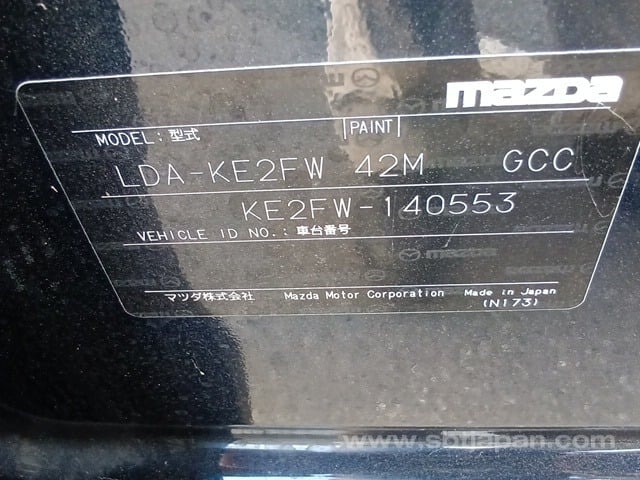 mazda
MODEL: 型式 |PAINT|
LDA-KE2FW 42M GCC
KE2FW-140553
VEHICLE ID NO.: 車台番号
マツダ株式会社 Mazda Motor Corporation Made in Japan
(N173)
www.sbtjapan.com